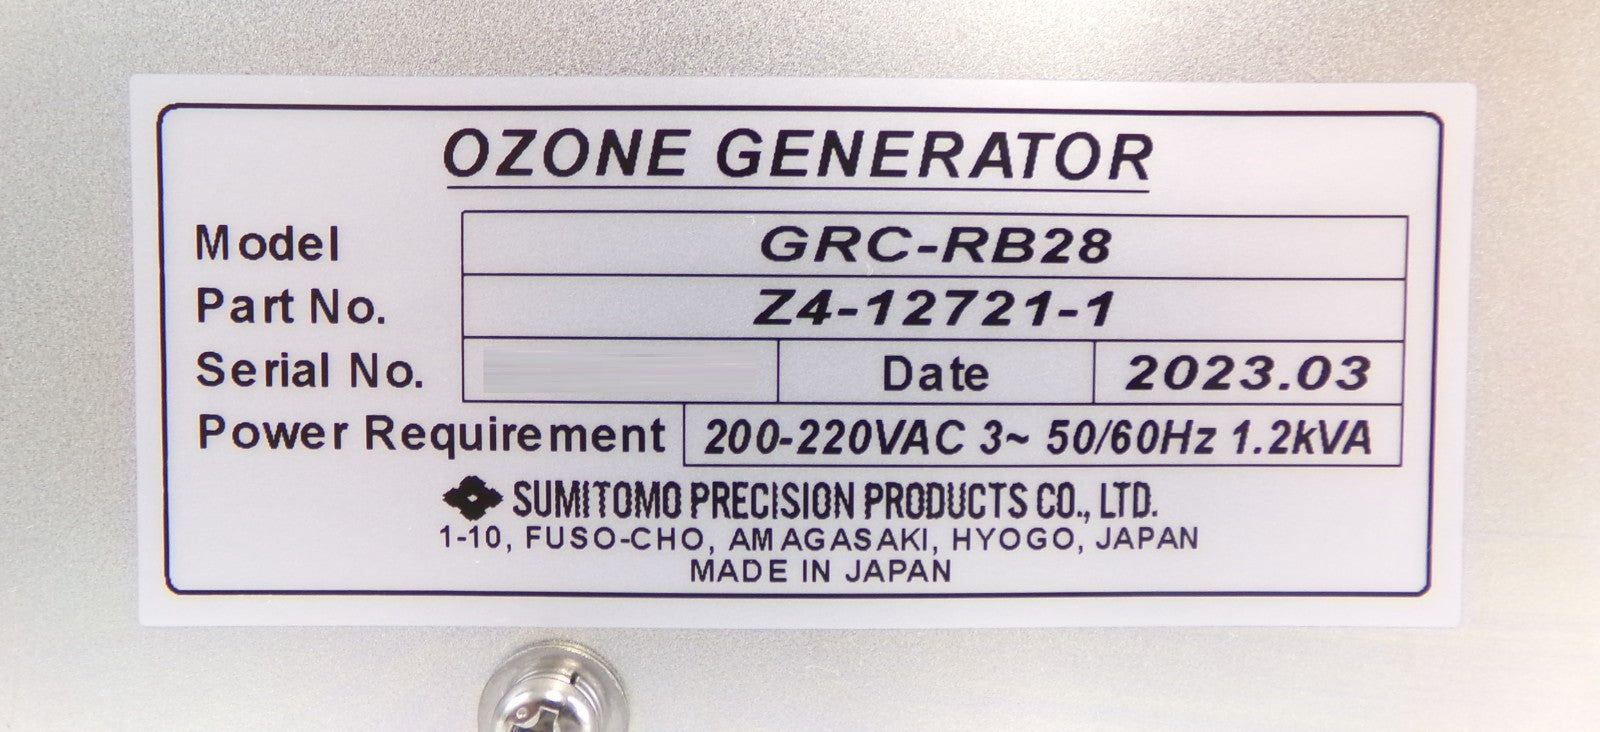 OZONE GENERATOR
Model GRC-RB28
Part No. Z4-12721-1
Serial No. Date 2023.03
Power Requirement 200-220VAC 3~ 50/60Hz 1.2kVA
SUMITOMO PRECISION PRODUCTS CO., LTD.
1-10, FUSO-CHO, AMAGASAKI, HYOGO, JAPAN
MADE IN JAPAN